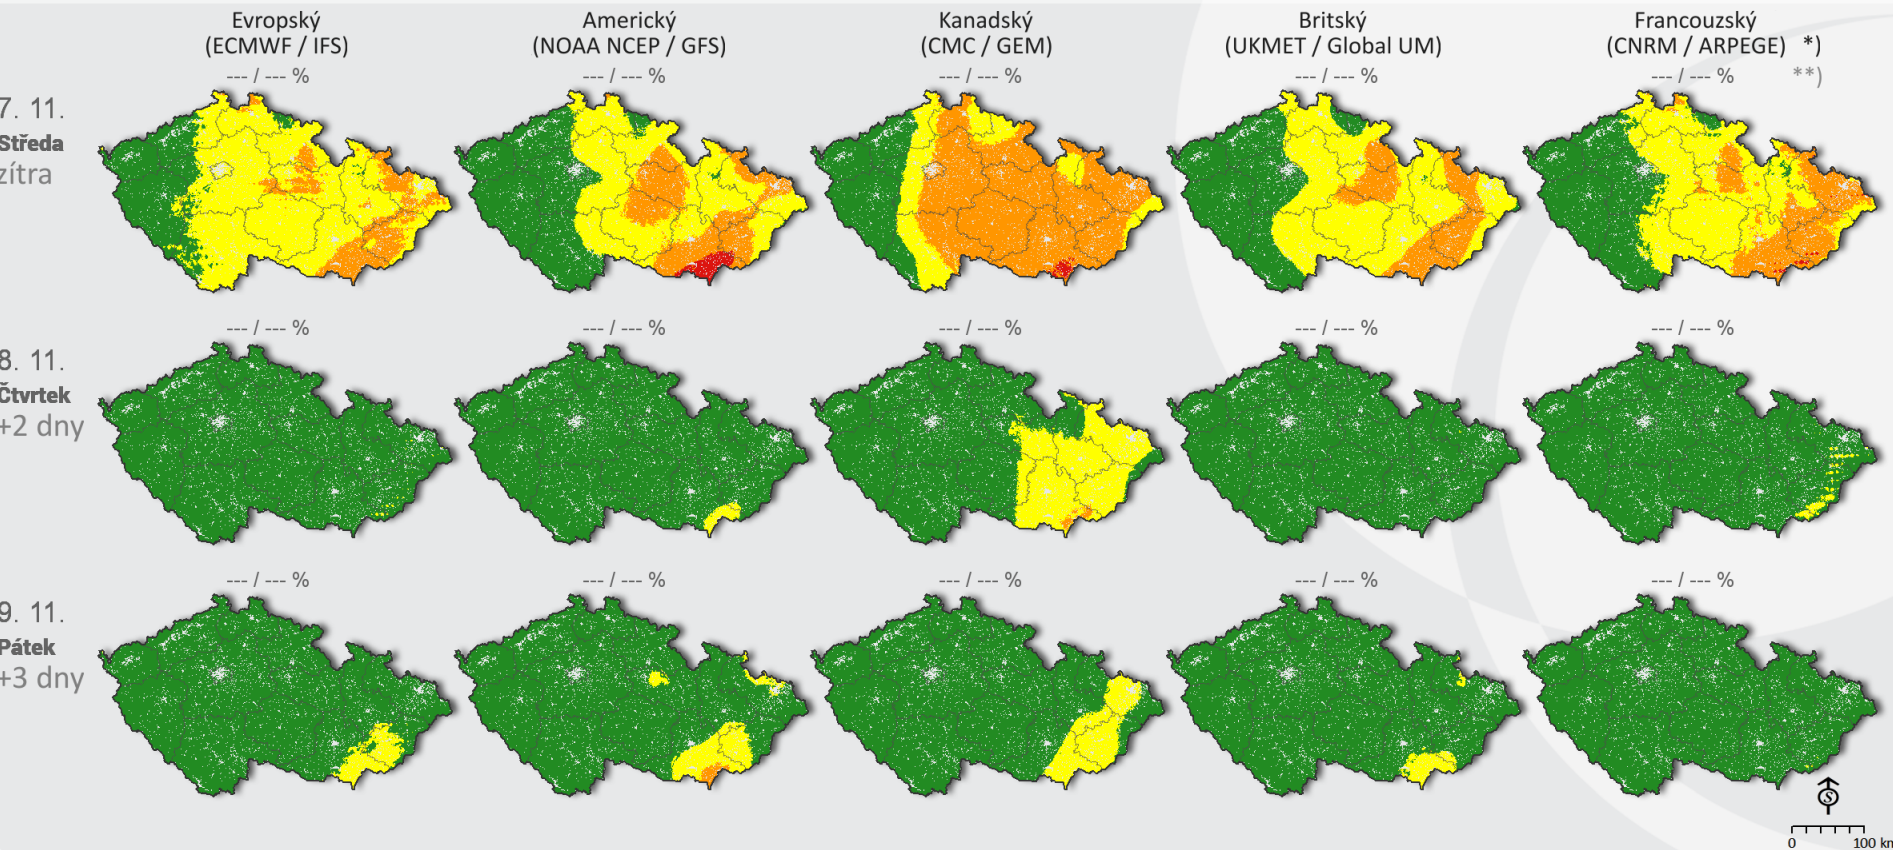 Evropský
(ECMWF / IFS)
Americký
(NOAA NCEP / GFS)
Kanadský
(CMC / GEM)
Britský
(UKMET / Global UM)
Francouzský
(CNRM / ARPEGE) *)
--- / --- %
--- / --- %
--- / --- %
--- / --- %
--- / --- % **)
7. 11.
Středa
zítra
--- / --- %
--- / --- %
--- / --- %
--- / --- %
--- / --- %
8. 11.
Čtvrtek
+2 dny
--- / --- %
--- / --- %
--- / --- %
--- / --- %
--- / --- %
9. 11.
Pátek
+3 dny
S
0 100 km